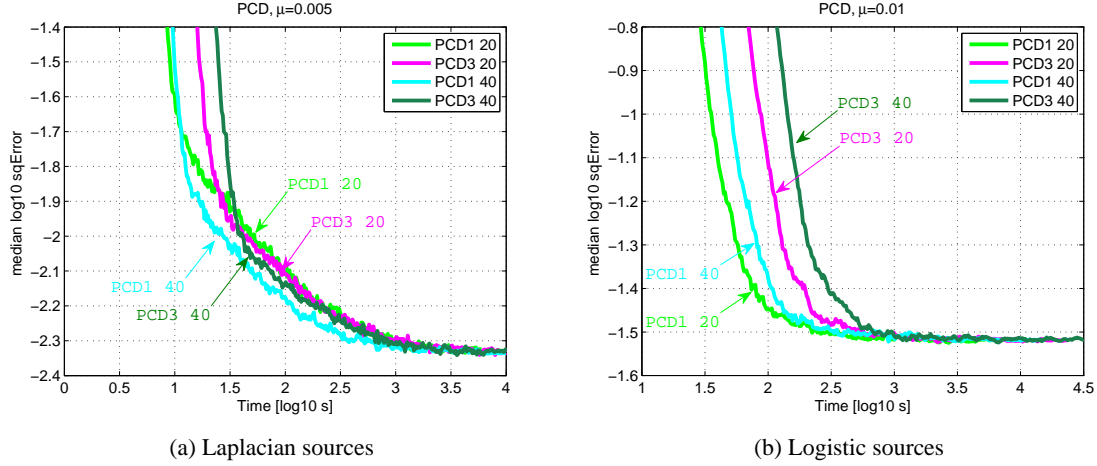 PCD, μ=0.005
median log10 sqError
−1.4
−1.5
−1.6
−1.7
−1.8
−1.9
−2
−2.1
−2.2
−2.3
−2.4
0
0.5
1
1.5
2
2.5
3
3.5
4
Time [log10 s]
PCD1 20
PCD3 20
PCD1 40
PCD3 40
PCD1 20
PCD3 20
PCD1 40
PCD3 40
(a) Laplacian sources
PCD, μ=0.01
median log10 sqError
−0.8
−0.9
−1
−1.1
−1.2
−1.3
−1.4
−1.5
−1.6
1
1.5
2
2.5
3
3.5
4
4.5
Time [log10 s]
PCD1 20
PCD3 20
PCD1 40
PCD3 40
PCD3 40
PCD3 20
PCD1 40
PCD1 20
(b) Logistic sources